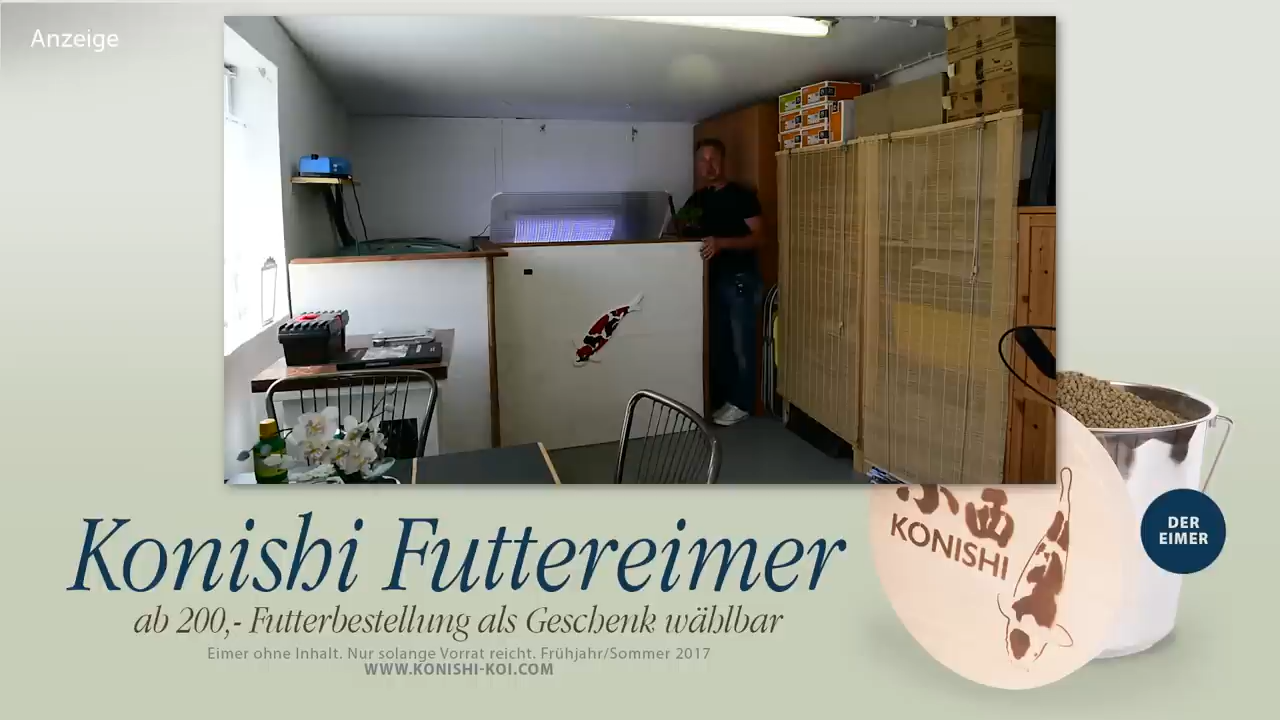 Anzeige
小西
KONISHI
DER
EIMER
Konishi Futtereimer
ab 200,- Futterbestellung als Geschenk wählbar
Eimer ohne Inhalt. Nur solange Vorrat reicht. Frühjahr/Sommer 2017
WWW.KONISHI-KOI.COM